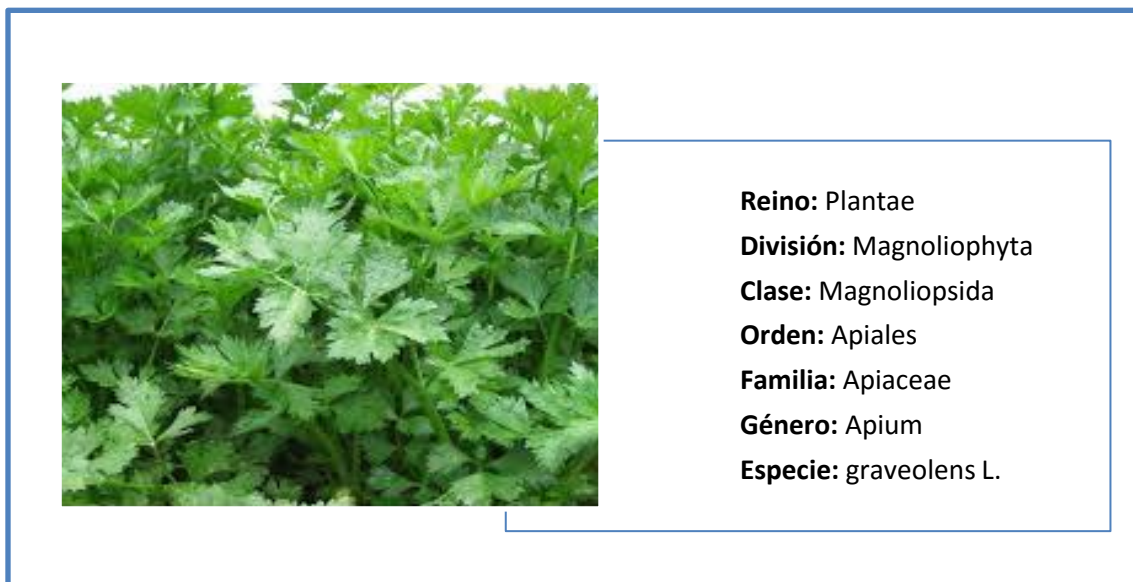 Reino: Plantae
División: Magnoliophyta
Clase: Magnoliopsida
Orden: Apiales
Familia: Apiaceae
Género: Apium
Especie: graveolens L.